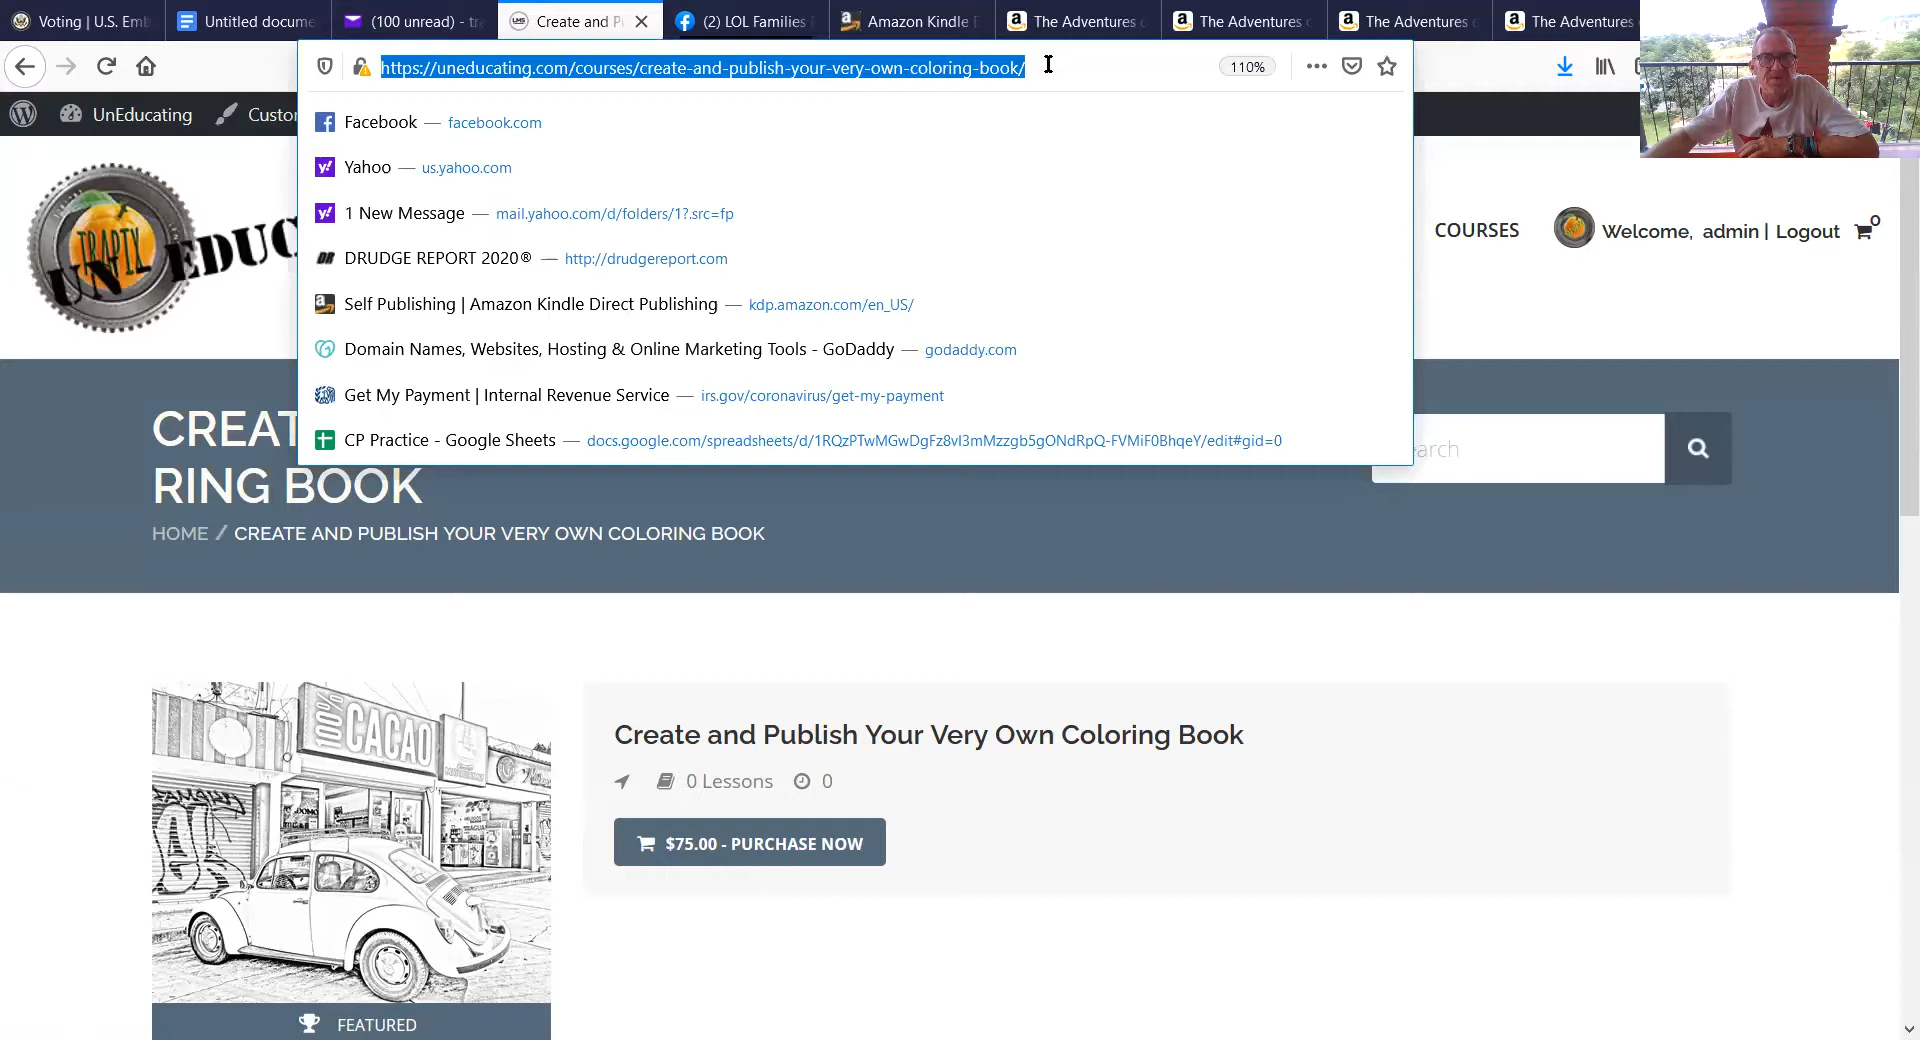 Voting | U.S. Emb
Untitled docume
(100 unread) - tr
Create and Pu
(2) LOL Families
Amazon Kindle
The Adventures
The Adventures
The Adventures
The Adventures
https://uneducating.com/courses/create-and-publish-your-very-own-coloring-book/
110%
UnEducating
Custo
Facebook — facebook.com
Yahoo — us.yahoo.com
1 New Message — mail.yahoo.com/d/folders/1?.src=fp
DRUDGE REPORT 2020® — http://drudgereport.com
Self Publishing | Amazon Kindle Direct Publishing — kdp.amazon.com/en_US/
Domain Names, Websites, Hosting & Online Marketing Tools - GoDaddy — godaddy.com
Get My Payment | Internal Revenue Service — irs.gov/coronavirus/get-my-payment
CP Practice - Google Sheets — docs.google.com/spreadsheets/d/1RQzPTwMGwDgFz8vI3mMzzgb5gONdRpQ-FVMiF0BhqeY/edit#gid=0
TRAPIX
UN EDUC
COURSES
Welcome, admin | Logout
0
CREAT
RING BOOK
earch
HOME / CREATE AND PUBLISH YOUR VERY OWN COLORING BOOK
100% CACAO
Create and Publish Your Very Own Coloring Book
0 Lessons 0
$75.00 - PURCHASE NOW
FEATURED